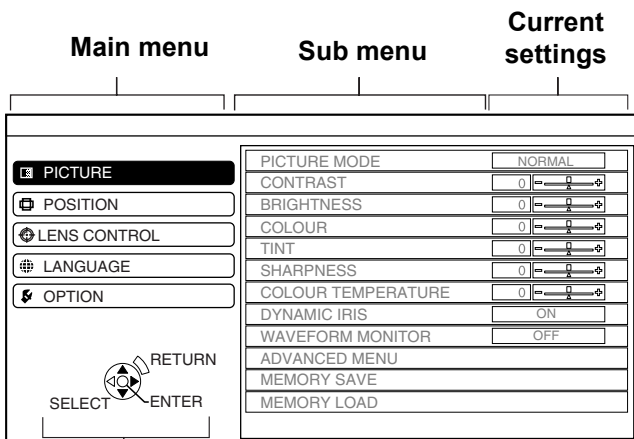 Main menu
Sub menu
Current settings
PICTURE
POSITION
LENS CONTROL
LANGUAGE
OPTION
PICTURE MODE NORMAL
CONTRAST 0
BRIGHTNESS 0
COLOUR 0
TINT 0
SHARPNESS 0
COLOUR TEMPERATURE 0
DYNAMIC IRIS ON
WAVEFORM MONITOR OFF
ADVANCED MENU
MEMORY SAVE
MEMORY LOAD
RETURN
SELECT ENTER